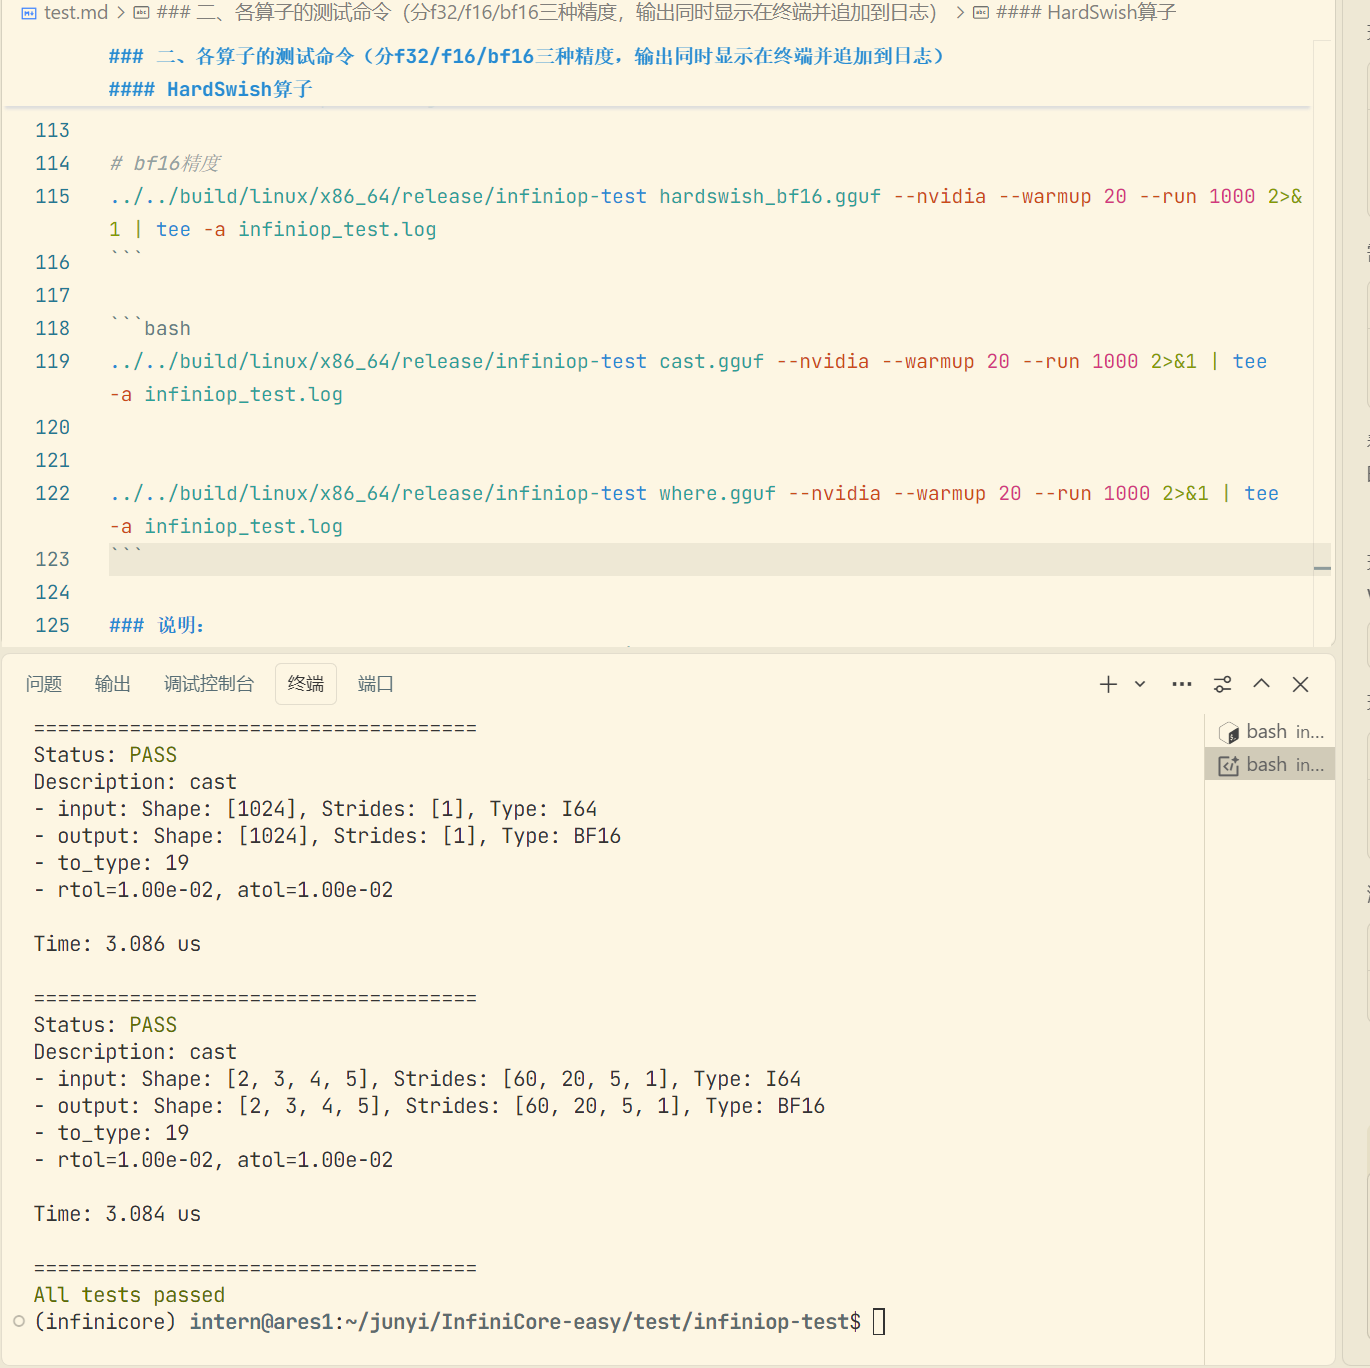 test.md > ### 二、各算子的测试命令（分f32/f16/bf16三种精度，输出同时显示在终端并追加到日志） > #### HardSwish算子
### 二、各算子的测试命令（分f32/f16/bf16三种精度，输出同时显示在终端并追加到日志）
#### HardSwish算子
113
114 # bf16精度
115 ../../build/linux/x86_64/release/infiniop-test hardswish_bf16.gguf --nvidia --warmup 20 --run 1000 2>&
1 | tee -a infiniop_test.log
116 ```
117
118 ```bash
119 ../../build/linux/x86_64/release/infiniop-test cast.gguf --nvidia --warmup 20 --run 1000 2>&1 | tee
-a infiniop_test.log
120
121
122 ../../build/linux/x86_64/release/infiniop-test where.gguf --nvidia --warmup 20 --run 1000 2>&1 | tee
-a infiniop_test.log
123 ```
124
125 ### 说明：
问题 输出 调试控制台 终端 端口
=====================================
Status: PASS
Description: cast
- input: Shape: [1024], Strides: [1], Type: I64
- output: Shape: [1024], Strides: [1], Type: BF16
- to_type: 19
- rtol=1.00e-02, atol=1.00e-02
Time: 3.086 us
=====================================
Status: PASS
Description: cast
- input: Shape: [2, 3, 4, 5], Strides: [60, 20, 5, 1], Type: I64
- output: Shape: [2, 3, 4, 5], Strides: [60, 20, 5, 1], Type: BF16
- to_type: 19
- rtol=1.00e-02, atol=1.00e-02
Time: 3.084 us
=====================================
All tests passed
(infinicore) intern@ares1:~/junyi/InfiniCore-easy/test/infiniop-test$
bash in...
bash in...